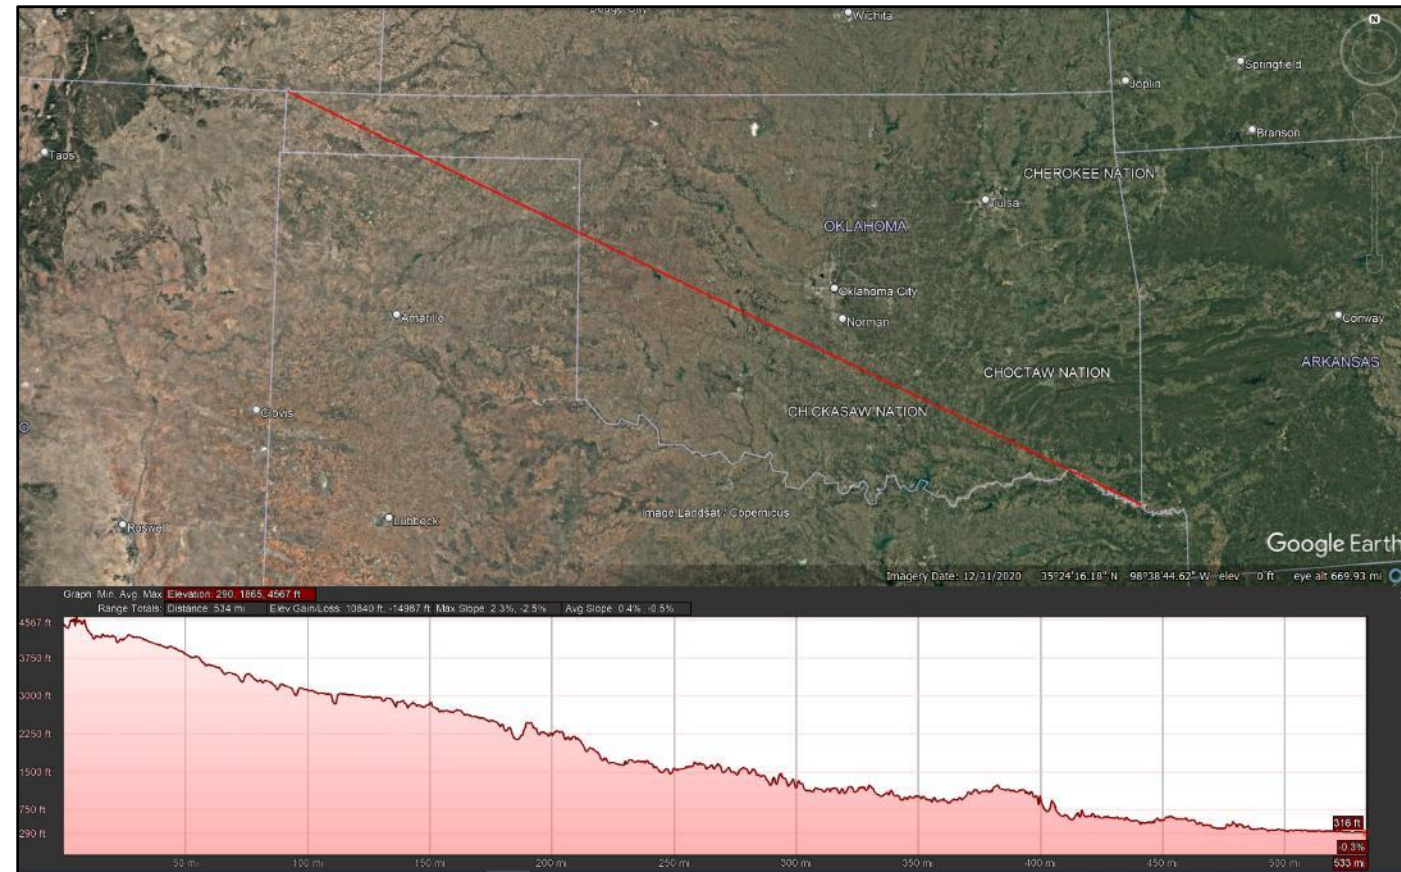 Dodge City
Wichita
N
Springfield
Joplin
Branson
Taos
CHEROKEE NATION
Tulsa
OKLAHOMA
Oklahoma City
Amarillo
Norman
Conway
ARKANSAS
CHOCTAW NATION
Clovis
CHICKASAW NATION
Roswell
Lubbock
Image Landsat / Copernicus
Google Earth
Imagery Date: 12/31/2020 35°24'16.18" N 98°38'44.62" W elev 0 ft eye alt 669.93 mi
Graph: Min, Avg, Max Elevation: 290, 1865, 4567 ft
Range Totals: Distance: 534 mi Elev Gain/Loss: 10840 ft, -14987 ft Max Slope: 2.3%, -2.5% Avg Slope: 0.4%, -0.5%
4567 ft
3750 ft
3000 ft
2250 ft
1500 ft
750 ft
290 ft
316 ft
-0.3%
50 mi 100 mi 150 mi 200 mi 250 mi 300 mi 350 mi 400 mi 450 mi 500 mi 533 mi